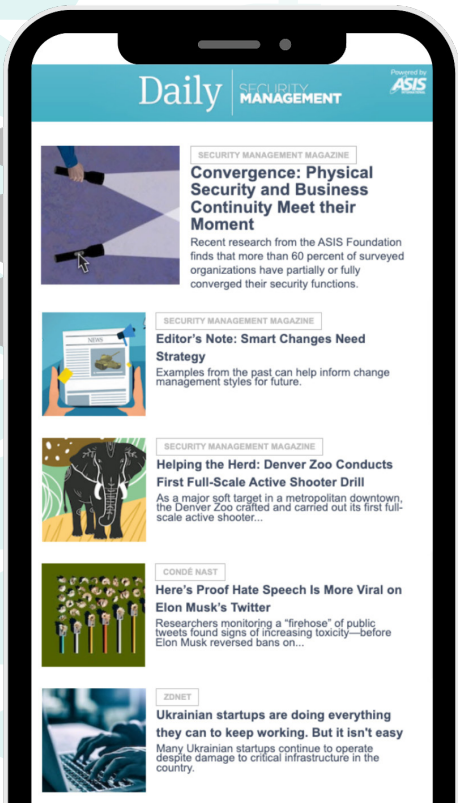 Daily
SECURITY
MANAGEMENT
Powered by
ASIS
SECURITY MANAGEMENT MAGAZINE
Convergence: Physical
Security and Business
Continuity Meet their
Moment
Recent research from the ASIS Foundation
finds that more than 60 percent of surveyed
organizations have partially or fully
converged their security functions.
NEWS
SECURITY MANAGEMENT MAGAZINE
Editor's Note: Smart Changes Need
Strategy
Examples from the past can help inform change
management styles for future.
SECURITY MANAGEMENT MAGAZINE
Helping the Herd: Denver Zoo Conducts
First Full-Scale Active Shooter Drill
As a major soft target in a metropolitan downtown,
the Denver Zoo crafted and carried out its first full-
scale active shooter...
CONDÉ NAST
Here's Proof Hate Speech Is More Viral on
Elon Musk's Twitter
Researchers monitoring a "firehose" of public
tweets found signs of increasing toxicity—before
Elon Musk reversed bans on...
ZDNET
Ukrainian startups are doing everything
they can to keep working. But it isn't easy
Many Ukrainian startups continue to operate
despite damage to critical infrastructure in the
country.